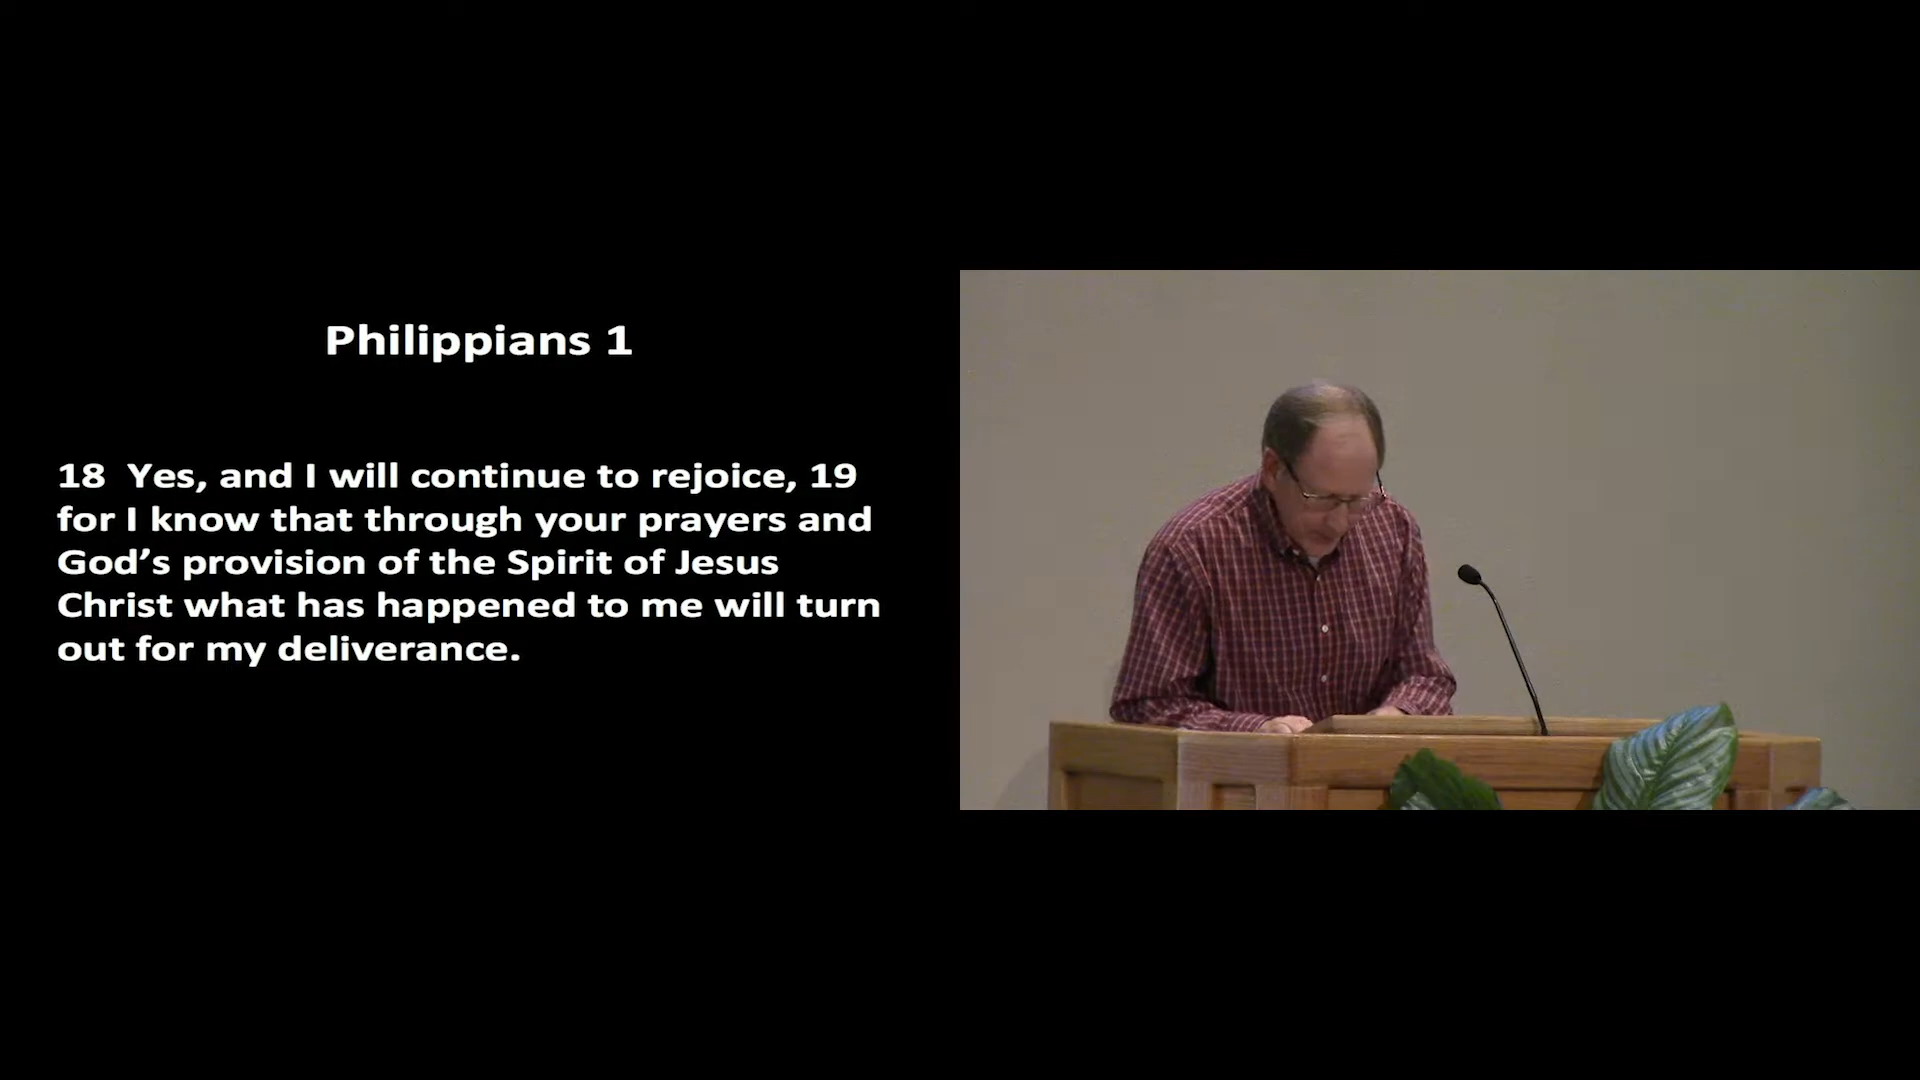 Philippians 1
18  Yes, and I will continue to rejoice, 19
for I know that through your prayers and
God’s provision of the Spirit of Jesus
Christ what has happened to me will turn
out for my deliverance.